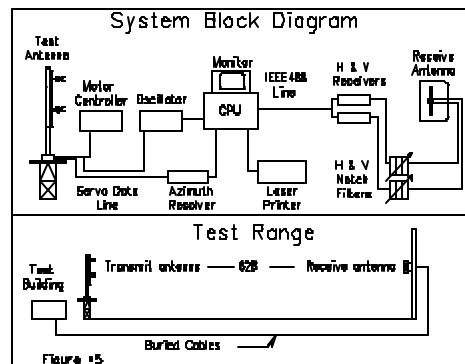 System Block Diagram
Test
Antenna
Motor
Controller
Oscillator
Monitor
CPU
IEEE488
Line
H & V
Receivers
Receive
Antenna
Servo Data
Line
Azimuth
Resolver
Laser
Printer
H & V
Notch
Filters
Test Range
Test
Building
Transmit antenna
Receive antenna
Buried Cables
Figure #5